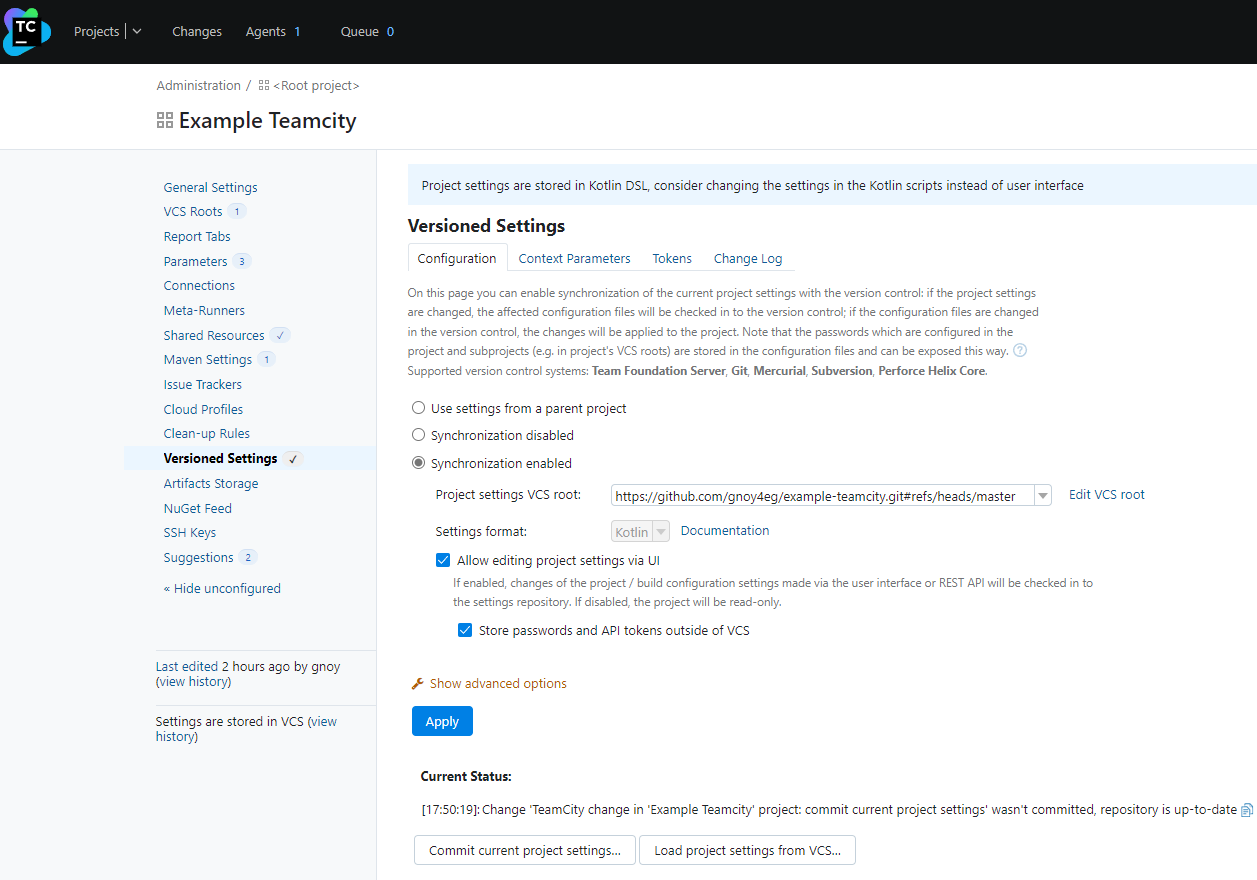 TC
Projects
Changes
Agents 1
Queue 0
Administration / <Root project>
Example Teamcity
General Settings
VCS Roots 1
Report Tabs
Parameters 3
Connections
Meta-Runners
Shared Resources ✓
Maven Settings 1
Issue Trackers
Cloud Profiles
Clean-up Rules
Versioned Settings ✓
Artifacts Storage
NuGet Feed
SSH Keys
Suggestions 2
« Hide unconfigured
Last edited 2 hours ago by gnoy
(view history)
Settings are stored in VCS (view
history)
Project settings are stored in Kotlin DSL, consider changing the settings in the Kotlin scripts instead of user interface
Versioned Settings
Configuration Context Parameters Tokens Change Log
On this page you can enable synchronization of the current project settings with the version control: if the project settings
are changed, the affected configuration files will be checked in to the version control; if the configuration files are changed
in the version control, the changes will be applied to the project. Note that the passwords which are configured in the
project and subprojects (e.g. in project's VCS roots) are stored in the configuration files and can be exposed this way. ?
Supported version control systems: Team Foundation Server, Git, Mercurial, Subversion, Perforce Helix Core.
Use settings from a parent project
Synchronization disabled
Synchronization enabled
Project settings VCS root: https://github.com/gnoy4eg/example-teamcity.git#refs/heads/master Edit VCS root
Settings format: Kotlin Documentation
Allow editing project settings via UI
If enabled, changes of the project / build configuration settings made via the user interface or REST API will be checked in to
the settings repository. If disabled, the project will be read-only.
Store passwords and API tokens outside of VCS
Show advanced options
Apply
Current Status:
[17:50:19]: Change 'TeamCity change in 'Example Teamcity' project: commit current project settings' wasn't committed, repository is up-to-date
Commit current project settings... Load project settings from VCS...